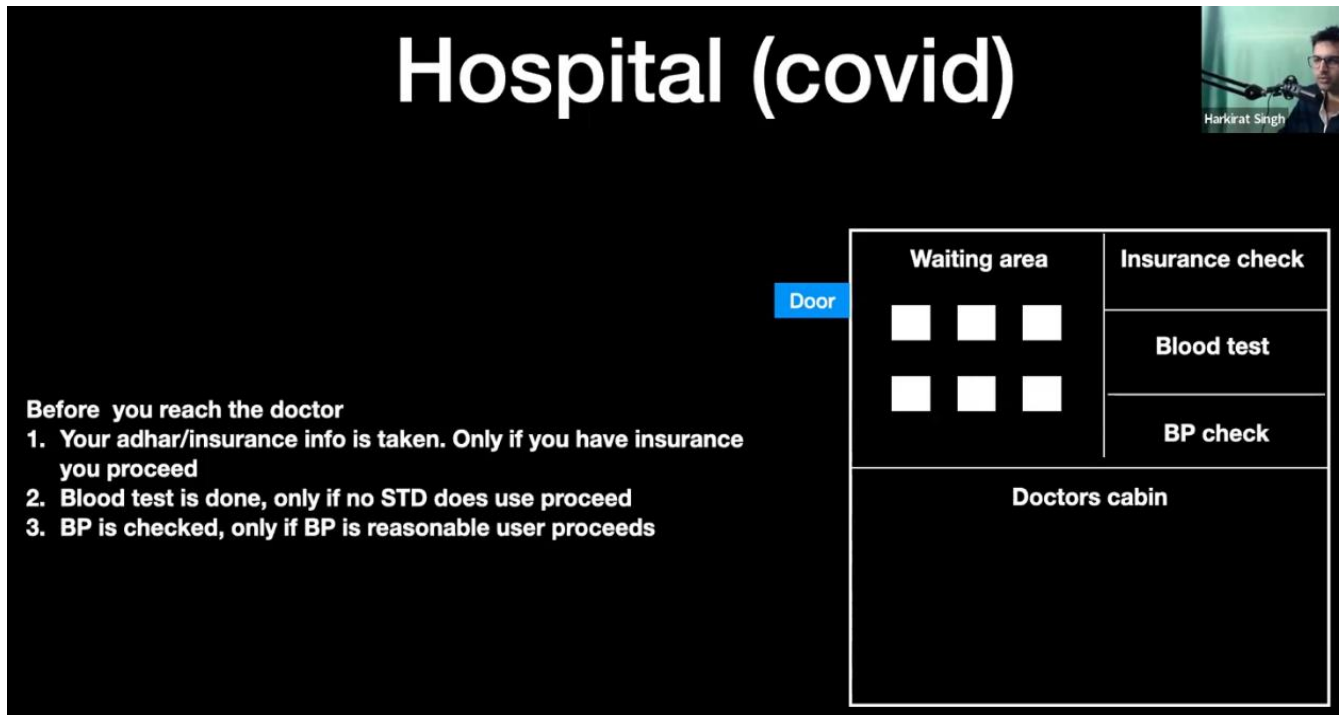 Hospital (covid)
Harkirat Singh
Waiting area
Insurance check
Door
Blood test
BP check
Doctors cabin
Before you reach the doctor
1. Your adhar/insurance info is taken. Only if you have insurance
you proceed
2. Blood test is done, only if no STD does use proceed
3. BP is checked, only if BP is reasonable user proceeds